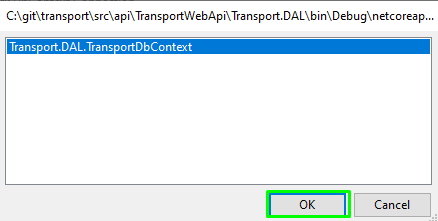 C:\git\transport\src\api\TransportWebApi\Transport.DAL\bin\Debug\netcoreap...
Transport.DAL.TransportDbContext
OK
Cancel